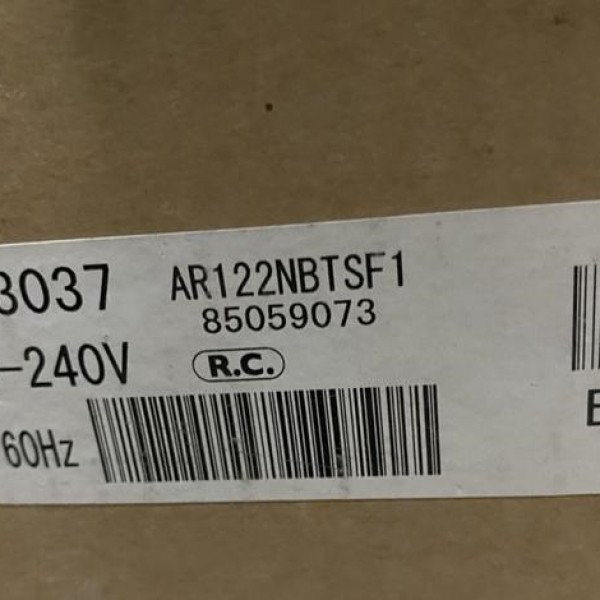 3037 AR122NBTSF1
85059073
-240V R.C.
60Hz